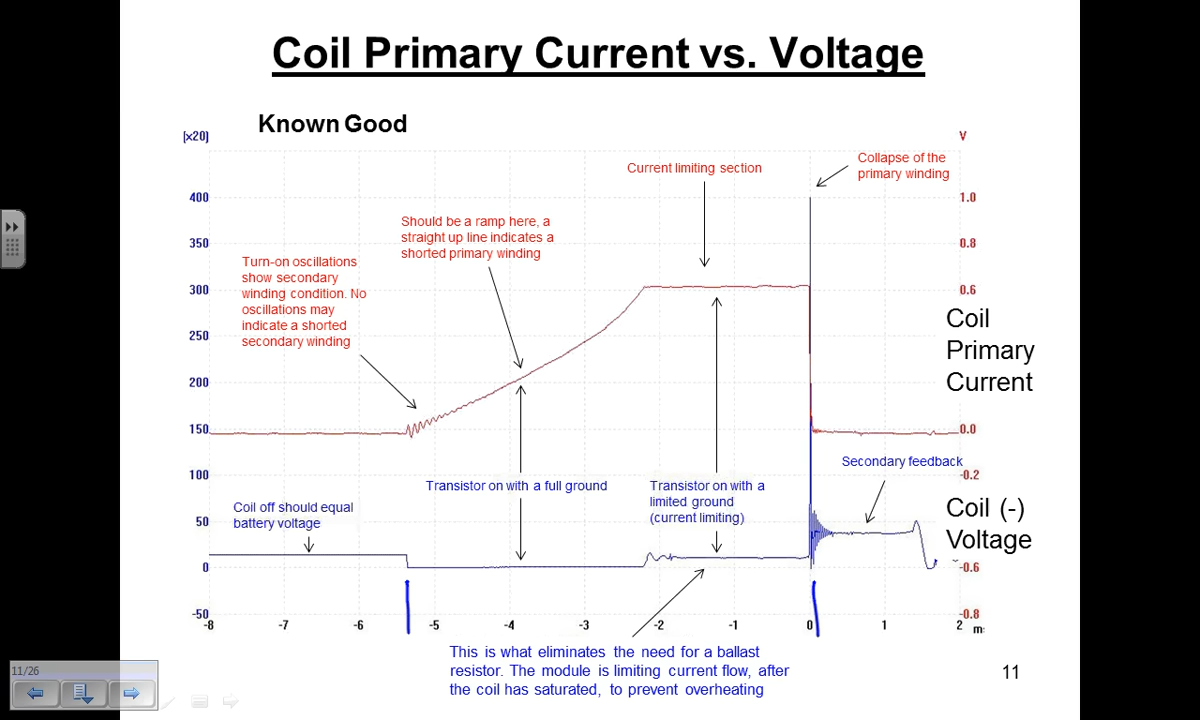 Coil Primary Current vs. Voltage
Known Good
[x20]
V
Collapse of the
primary winding
Current limiting section
400
1.0
Should be a ramp here, a
straight up line indicates a
shorted primary winding
350
0.8
Turn-on oscillations
show secondary
winding condition. No
oscillations may
indicate a shorted
secondary winding
300
0.6
Coil
Primary
Current
250
200
150
0.0
Secondary feedback
100
-0.2
Transistor on with a full ground
Transistor on with a
limited ground
(current limiting)
Coil off should equal
battery voltage
Coil (-)
Voltage
50
0
-0.6
-50
-0.8
-8 -7 -6 -5 -4 -3 -2 -1 0 1 2 m:
This is what eliminates the need for a ballast
resistor. The module is limiting current flow, after
the coil has saturated, to prevent overheating
11/26
11